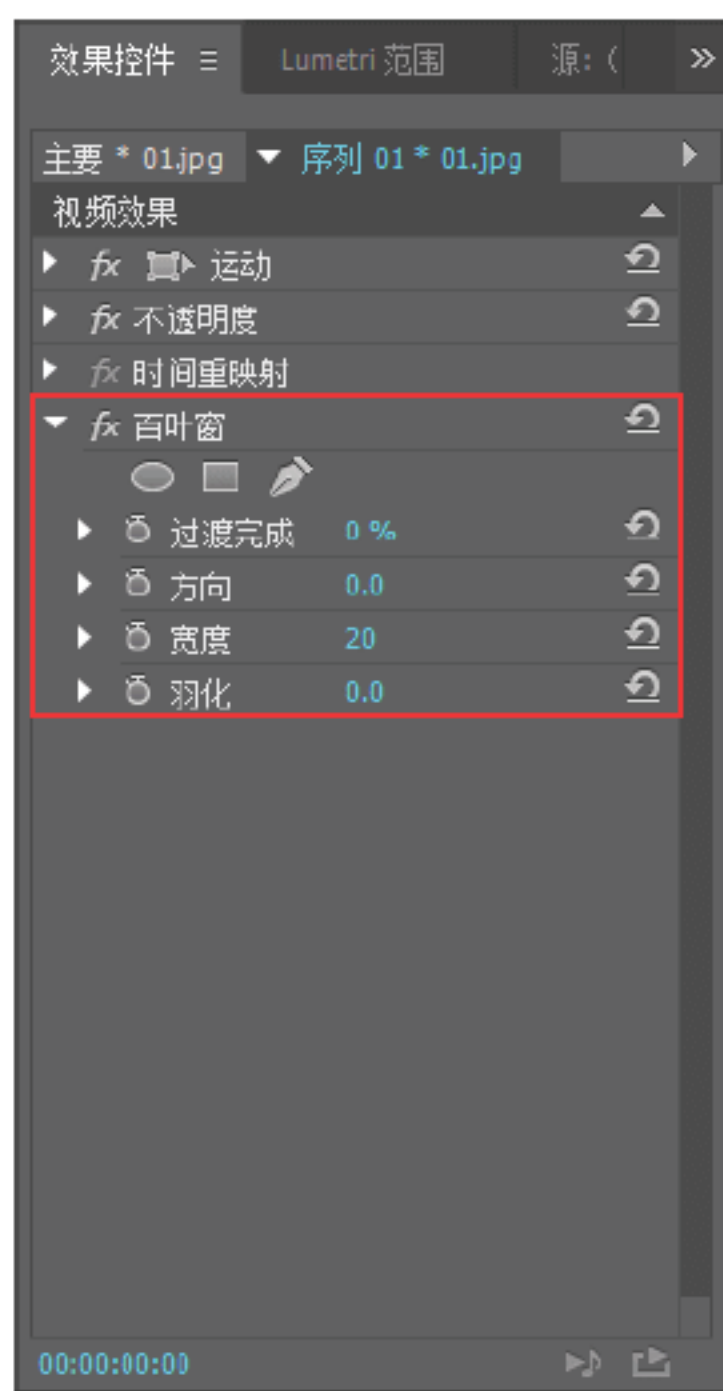 效果控件 ≡ Lumetri 范围 源: ( »
主要 * 01.jpg 序列 01 * 01.jpg
视频效果
fx 运动
fx 不透明度
fx 时间重映射
fx 百叶窗
过渡完成 0 %
方向 0.0
宽度 20
羽化 0.0
00:00:00:00